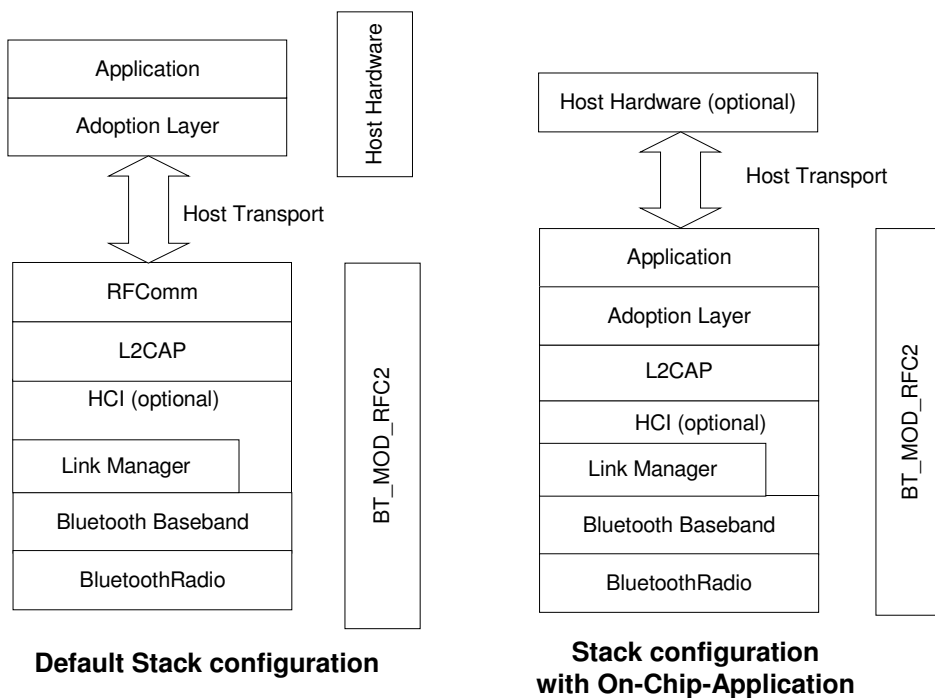 Application
Adoption Layer
Host Hardware
Host Transport
RFComm
L2CAP
HCI (optional)
Link Manager
Bluetooth Baseband
BluetoothRadio
BT_MOD_RFC2
Default Stack configuration
Host Hardware (optional)
Host Transport
Application
Adoption Layer
L2CAP
HCI (optional)
Link Manager
Bluetooth Baseband
BluetoothRadio
BT_MOD_RFC2
Stack configuration
with On-Chip-Application